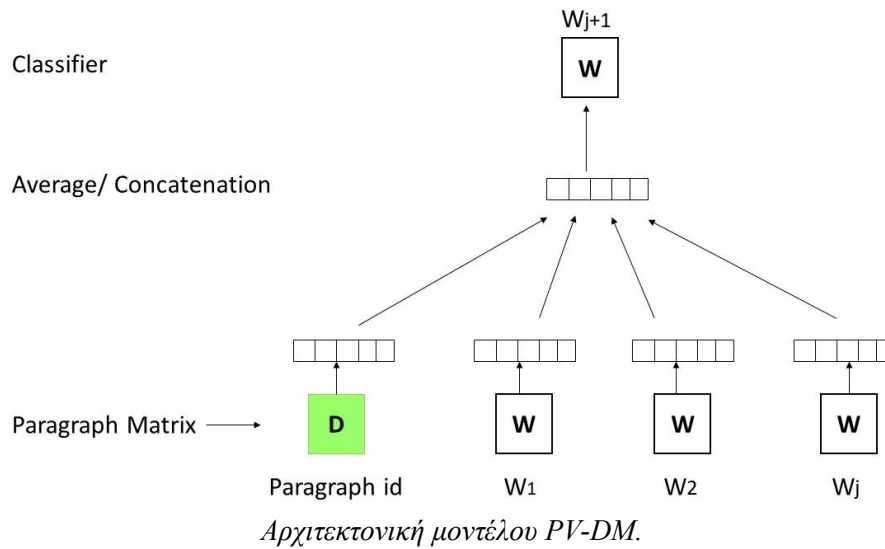 Wj+1
Classifier
W
Average/ Concatenation
Paragraph Matrix
D
W
W
W
Paragraph id
W1
W2
Wj
Αρχιτεκτονική μοντέλου PV-DM.